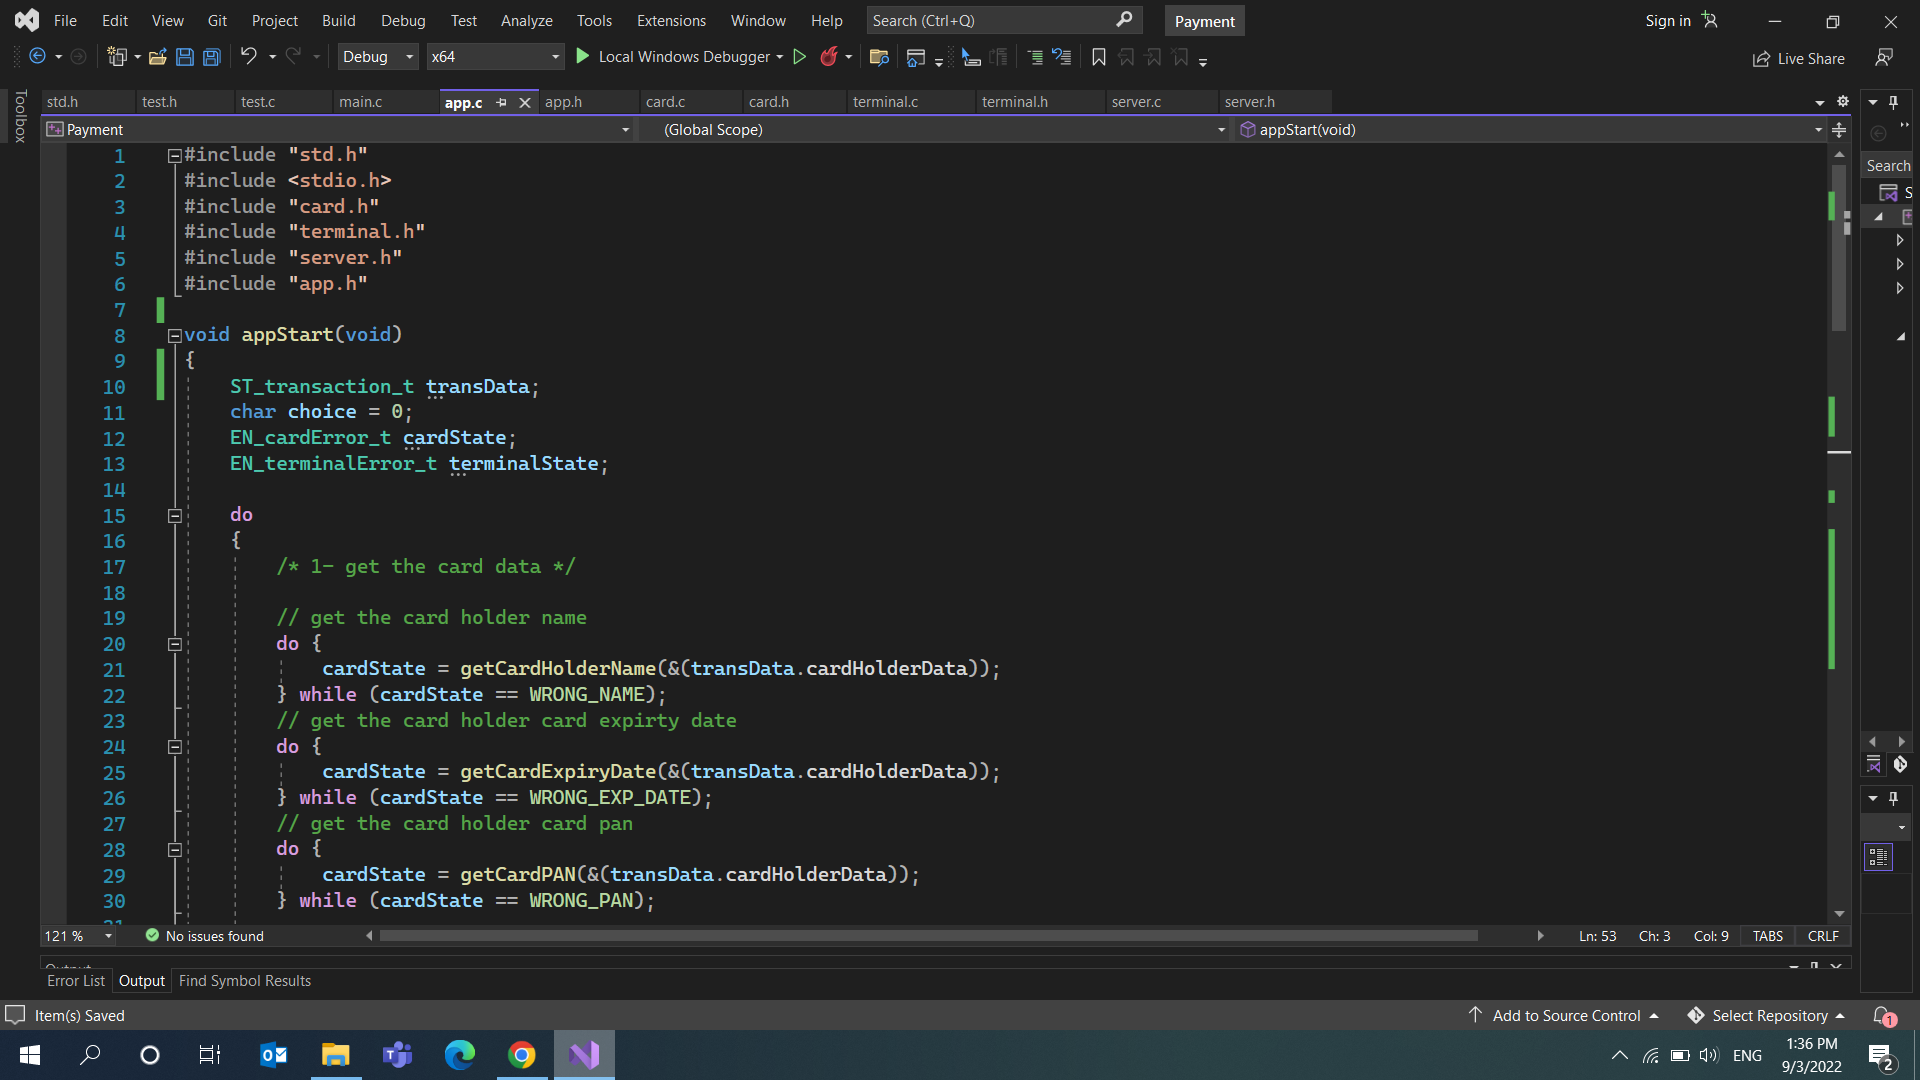 File Edit View Git Project Build Debug Test Analyze Tools Extensions Window Help Search (Ctrl+Q) Payment Sign in
Debug x64 Local Windows Debugger Live Share
Toolbox
std.h test.h test.c main.c app.c app.h card.c card.h terminal.c terminal.h server.c server.h
Payment (Global Scope) appStart(void)
Search
S
1 #include "std.h"
2 #include <stdio.h>
3 #include "card.h"
4 #include "terminal.h"
5 #include "server.h"
6 #include "app.h"
7
8 void appStart(void)
9 {
10 ST_transaction_t transData;
11 char choice = 0;
12 EN_cardError_t cardState;
13 EN_terminalError_t terminalState;
14
15 do
16 {
17 /* 1- get the card data */
18
19 // get the card holder name
20 do {
21 cardState = getCardHolderName(&(transData.cardHolderData));
22 } while (cardState == WRONG_NAME);
23 // get the card holder card expirty date
24 do {
25 cardState = getCardExpiryDate(&(transData.cardHolderData));
26 } while (cardState == WRONG_EXP_DATE);
27 // get the card holder card pan
28 do {
29 cardState = getCardPAN(&(transData.cardHolderData));
30 } while (cardState == WRONG_PAN);
31
121 % No issues found Ln: 53 Ch: 3 Col: 9 TABS CRLF
Output
Error List Output Find Symbol Results
Item(s) Saved Add to Source Control Select Repository 1
ENG 1:36 PM
9/3/2022 2